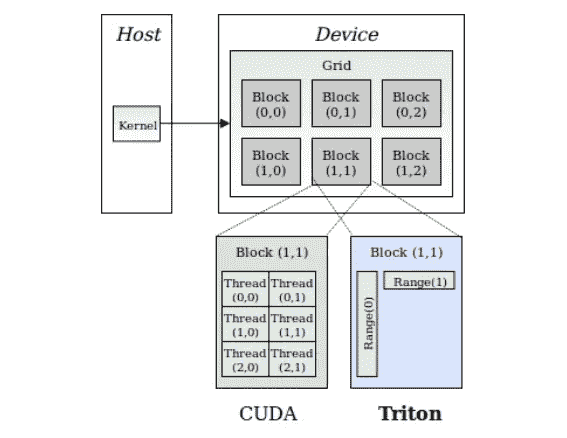 Host
Device
Grid
Kernel
Block
(0,0)
Block
(0,1)
Block
(0,2)
Block
(1,0)
Block
(1,1)
Block
(1,2)
Block (1,1)
Thread
(0,0)
Thread
(0,1)
Thread
(1,0)
Thread
(1,1)
Thread
(2,0)
Thread
(2,1)
CUDA
Block (1,1)
Range(0)
Range(1)
Triton